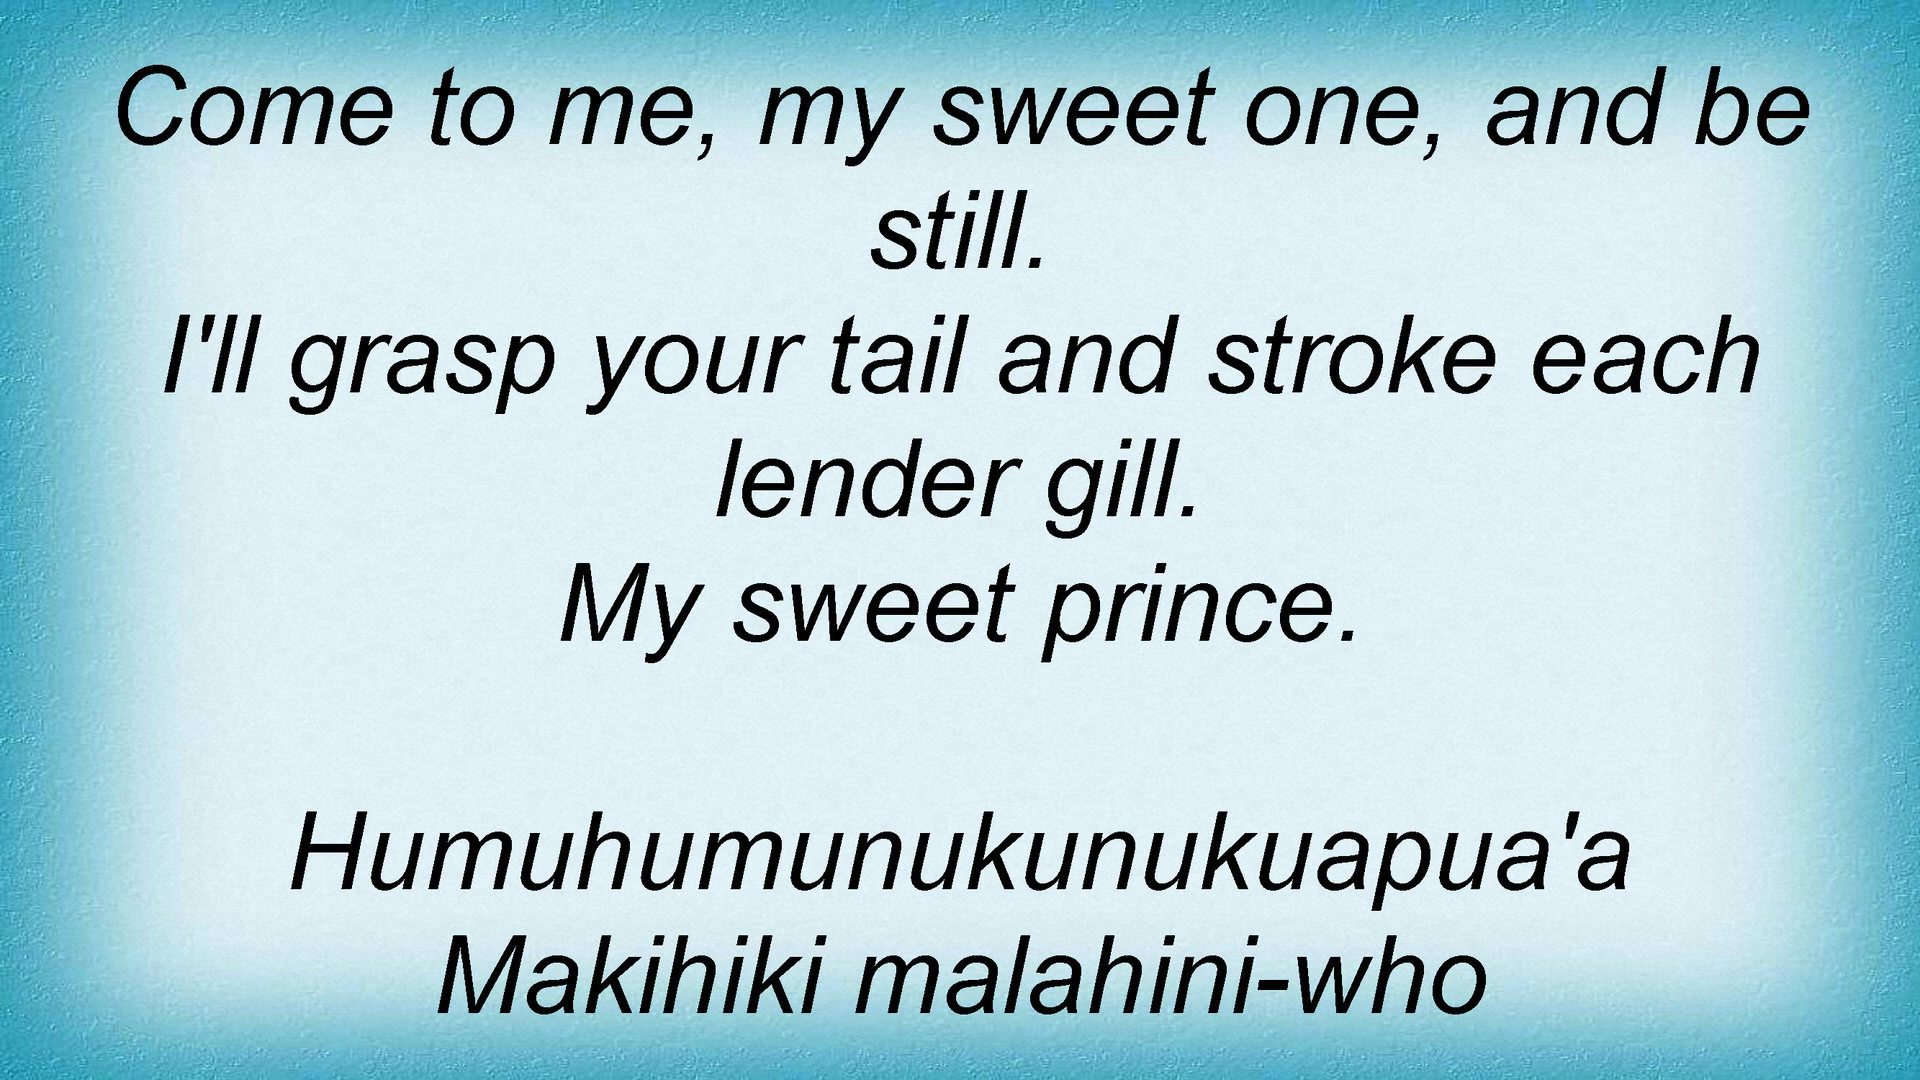 Come to me, my sweet one, and be
still.
I'll grasp your tail and stroke each
lender gill.
My sweet prince.
Humuhumunukunukuapua'a
Makihiki malahini-who